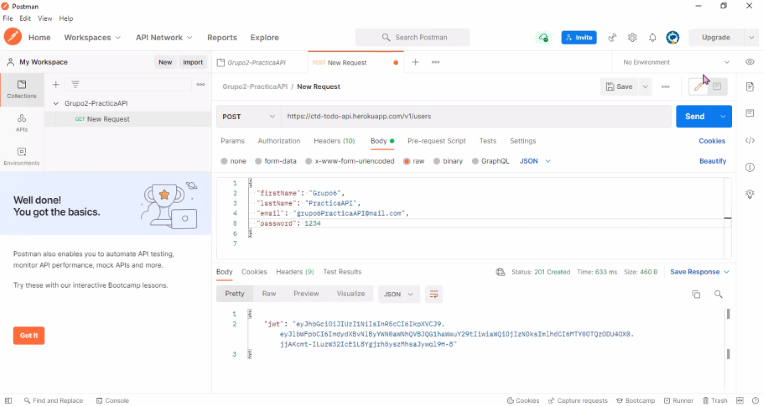 Postman
File Edit View Help
Home Workspaces API Network Reports Explore
Search Postman
Invite
Upgrade
My Workspace
New Import
Grupo2-PracticaAPI
POST New Request
No Environment
Collections
APIs
Environments
Grupo2-PracticaAPI
GET New Request
Grupo2-PracticaAPI / New Request
Save
POST https://ctd-todo-api.herokuapp.com/v1/users
Send
Params Authorization Headers (10) Body Pre-request Script Tests Settings
Cookies
none form-data x-www-form-urlencoded raw binary GraphQL JSON
Beautify
1 {
2 "firstName": "Grupo6",
3 "lastName": "PracticaAPI",
4 "email": "grupo6PracticaAPI@mail.com",
5 "password": 1234
6 }
7
Well done!
You got the basics.
Postman also enables you to automate API testing,
monitor API performance, mock APIs and more.
Try these with our interactive Bootcamp lessons.
Got it
Body Cookies Headers (9) Test Results
Status: 201 Created Time: 633 ms Size: 460 B
Save Response
Pretty Raw Preview Visualize JSON
1 {
2 "jwt":
3 }
Find and Replace Console
Cookies Capture requests Bootcamp Runner Trash